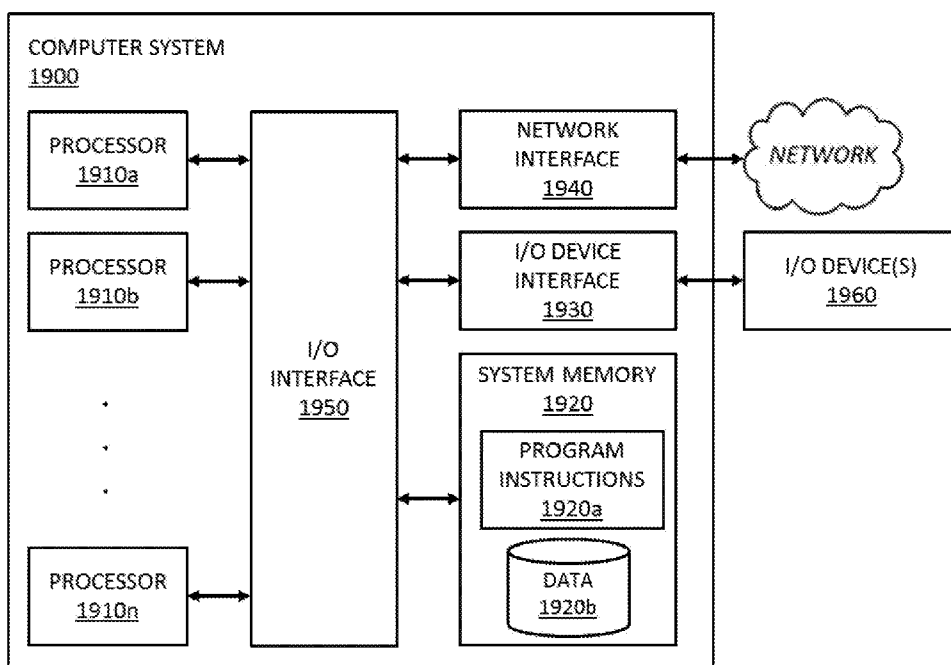 COMPUTER SYSTEM
1900
PROCESSOR
1910a
PROCESSOR
1910b
PROCESSOR
1910n
I/O
INTERFACE
1950
NETWORK
INTERFACE
1940
I/O DEVICE
INTERFACE
1930
SYSTEM MEMORY
1920
PROGRAM
INSTRUCTIONS
1920a
DATA
1920b
NETWORK
I/O DEVICE(S)
1960